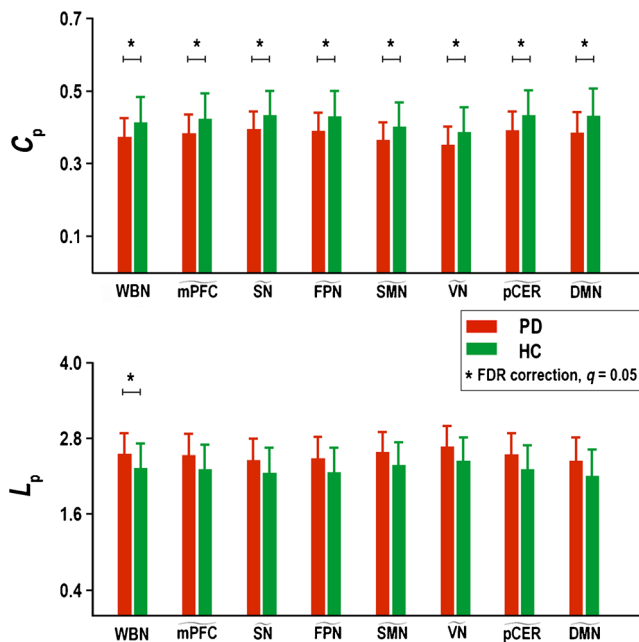 0.7
* * * * * * * *
0.5
Cp
0.3
0.1
WBN mPFC SN FPN SMN VN pCER DMN
PD
HC
* FDR correction, q = 0.05
4.0
*
2.8
Lp
1.6
0.4
WBN mPFC SN FPN SMN VN pCER DMN